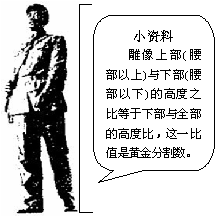 小资料
雕像上部(腰
部以上)与下部(腰
部以下)的高度之
比等于下部与全部
的高度比，这一比
值是黄金分割数。